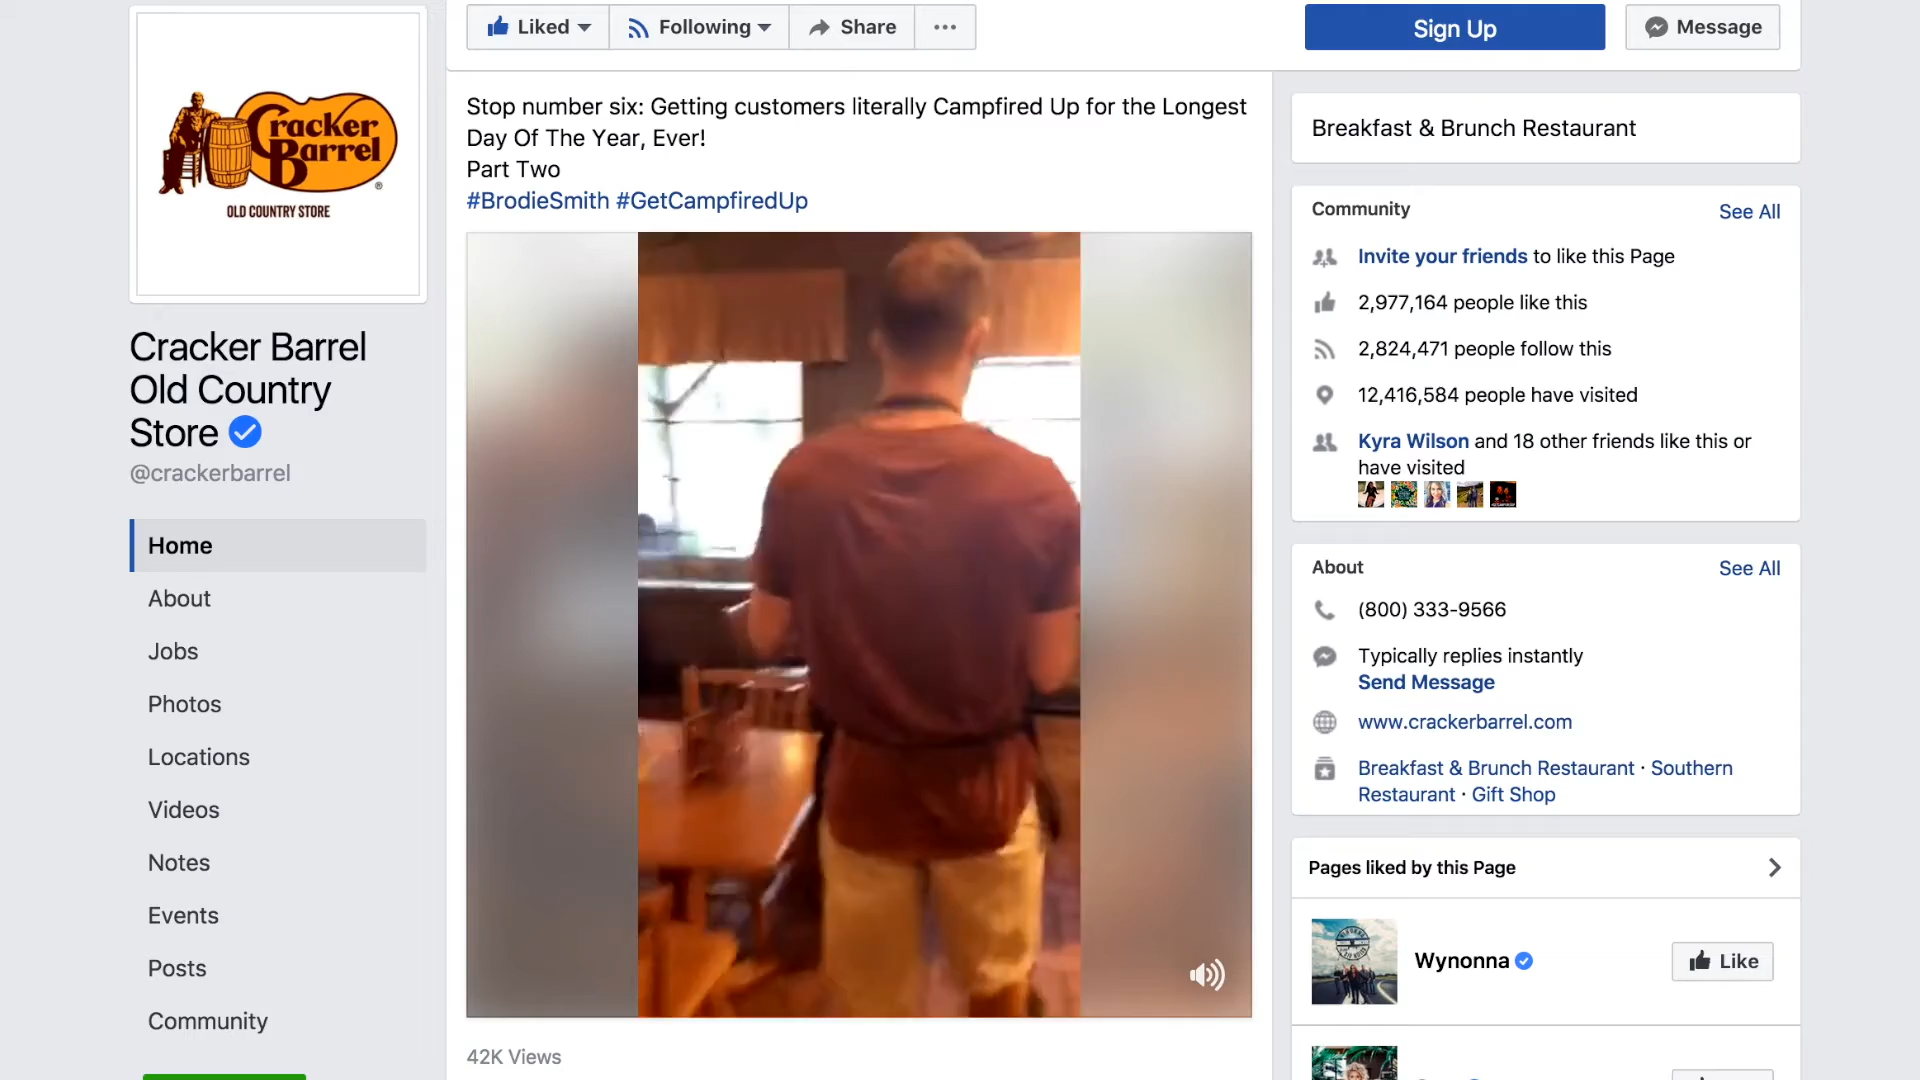 Cracker
Barrel
®
OLD COUNTRY STORE
Cracker Barrel
Old Country
Store
@crackerbarrel
Home
About
Jobs
Photos
Locations
Videos
Notes
Events
Posts
Community
Liked
Following
Share
Sign Up
Message
Stop number six: Getting customers literally Campfired Up for the Longest
Day Of The Year, Ever!
Part Two
#BrodieSmith #GetCampfiredUp
42K Views
Breakfast & Brunch Restaurant
Community
See All
Invite your friends to like this Page
2,977,164 people like this
2,824,471 people follow this
12,416,584 people have visited
Kyra Wilson and 18 other friends like this or
have visited
About
See All
(800) 333-9566
Typically replies instantly
Send Message
www.crackerbarrel.com
Breakfast & Brunch Restaurant · Southern
Restaurant · Gift Shop
Pages liked by this Page
Wynonna
Like